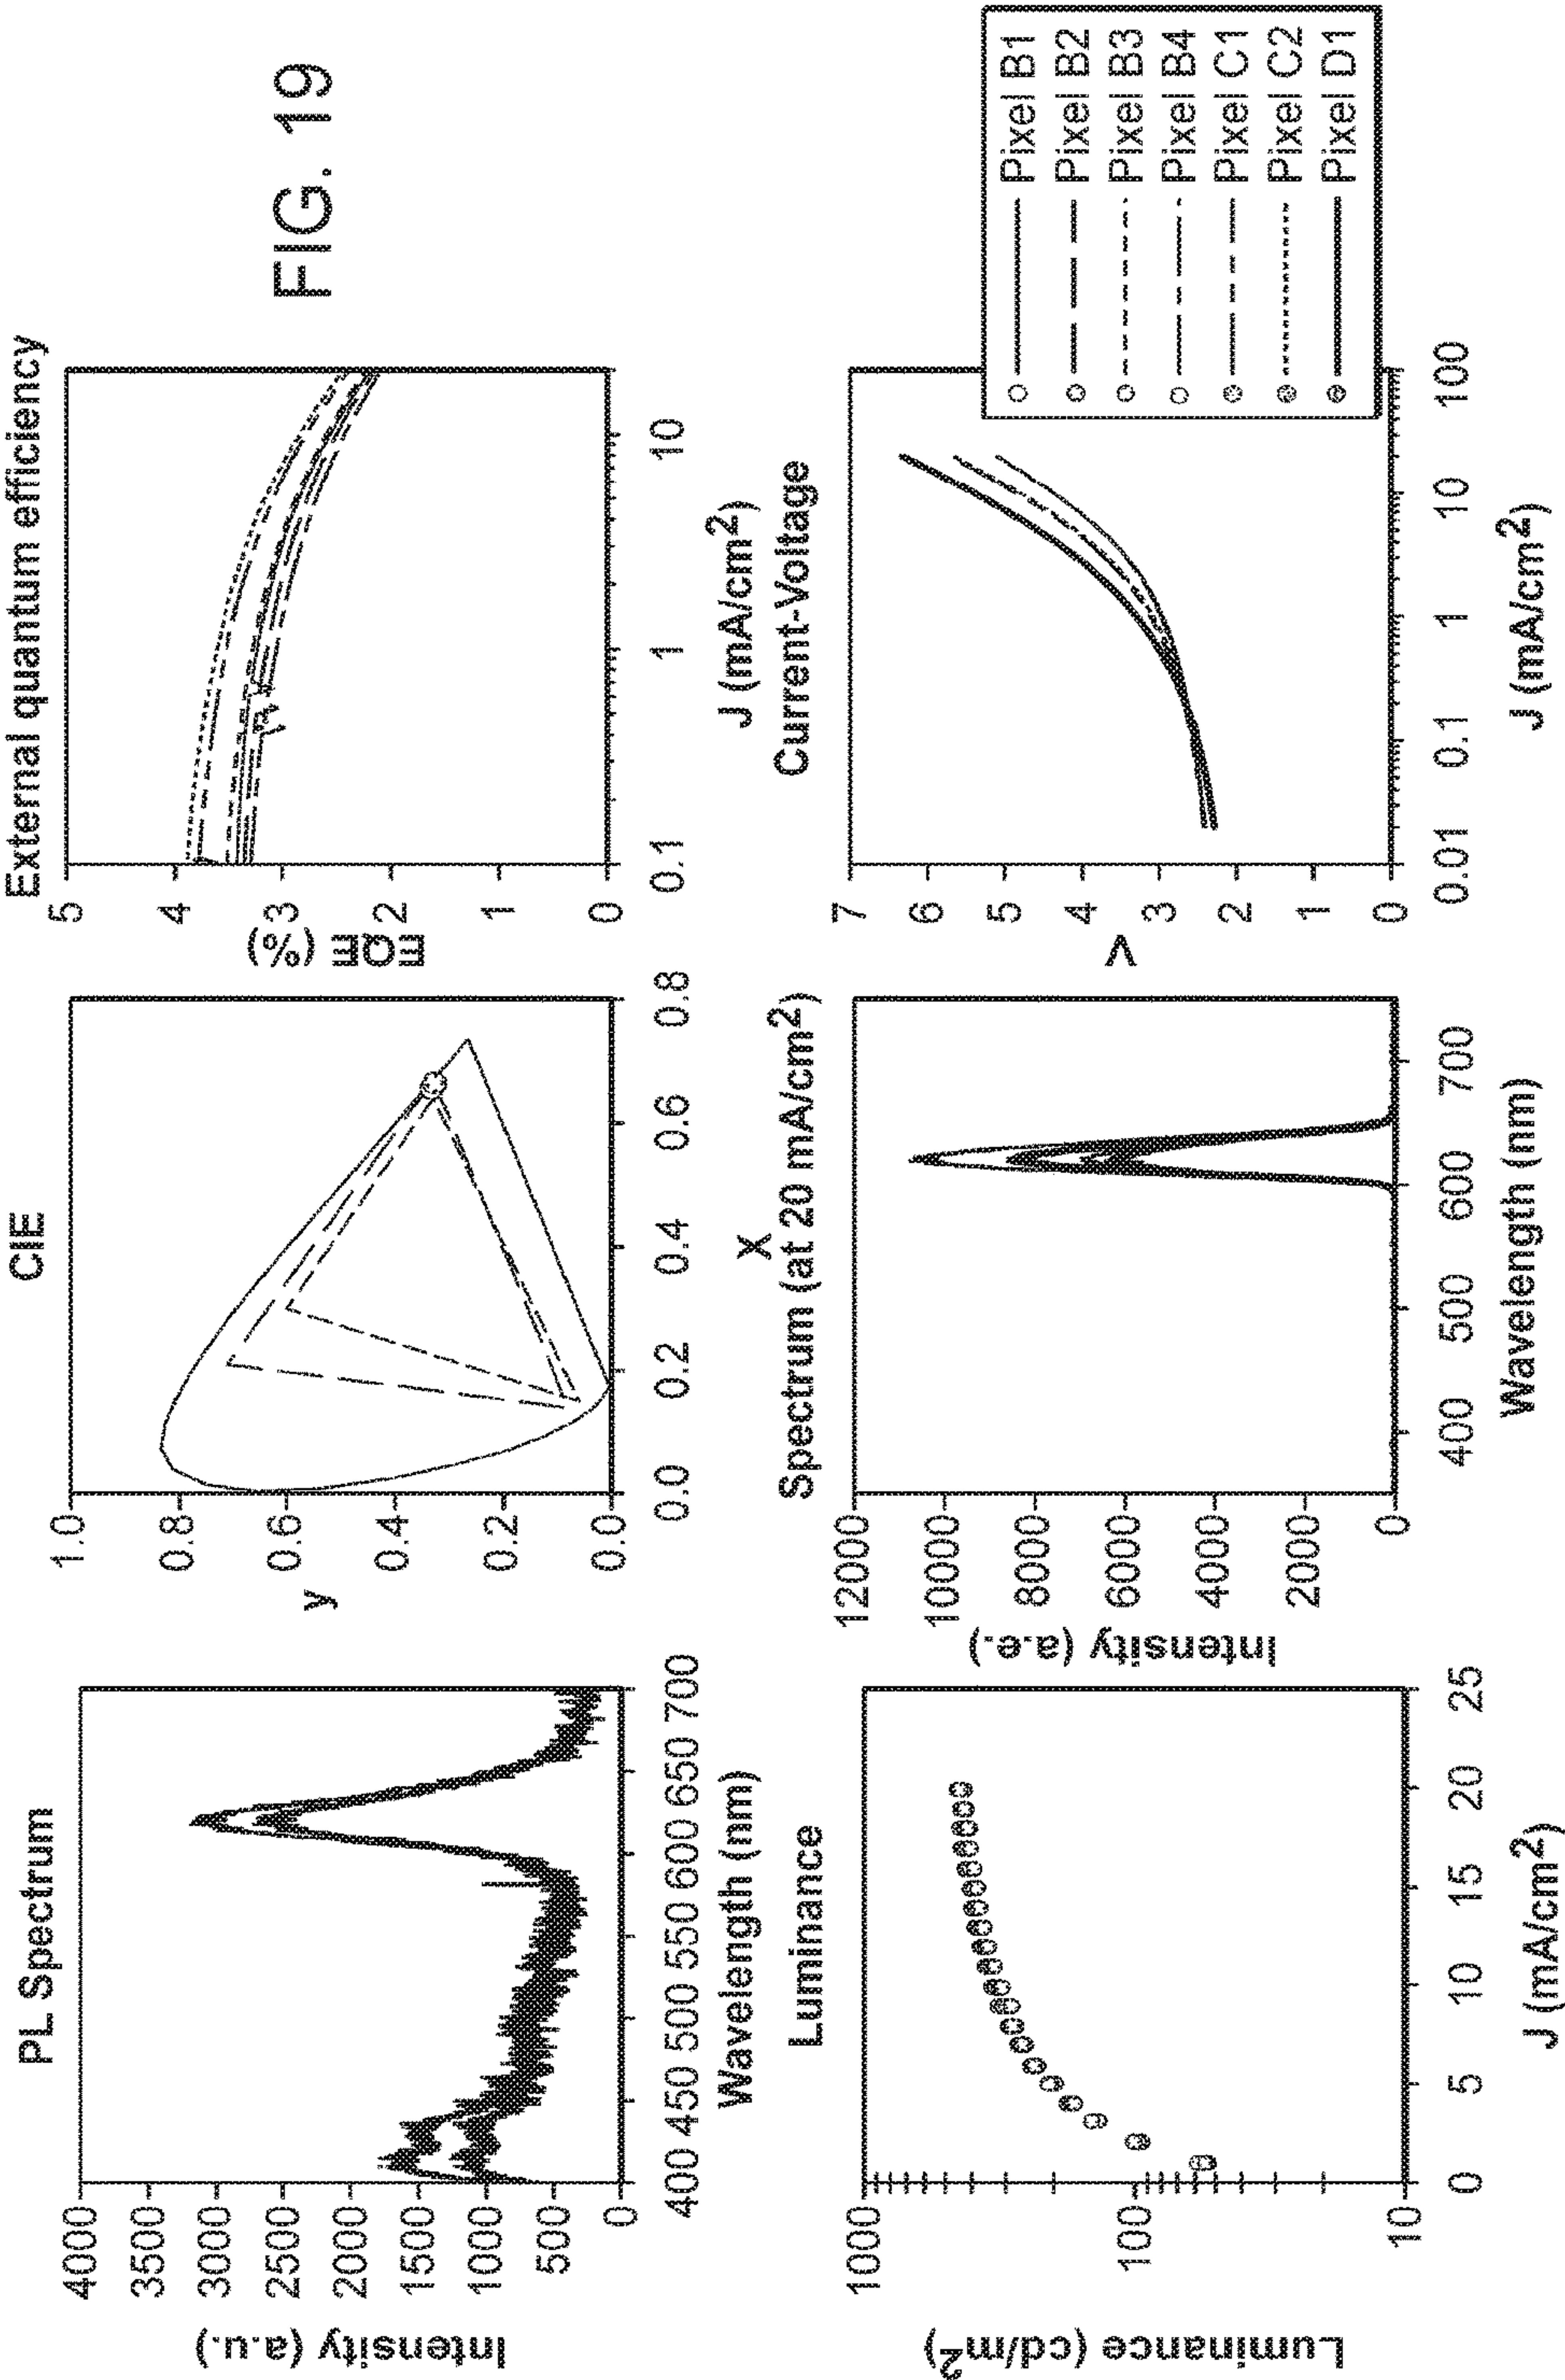 FIG. 19
PL Spectrum
Intensity (a.u.)
4000
3500
3000
2500
2000
1500
1000
500
0
400 450 500 550 600 650 700
Wavelength (nm)
CIE
y
1.0
0.8
0.6
0.4
0.2
0.0
0.0 0.2 0.4 0.6 0.8
X
External quantum efficiency
EQE (%)
5
4
3
2
1
0
0.1 1 10
J (mA/cm²)
Luminance
Luminance (cd/m²)
1000
100
10
0 5 10 15 20 25
J (mA/cm²)
Spectrum (at 20 mA/cm²)
Intensity (a.e.)
12000
10000
8000
6000
4000
2000
0
400 500 600 700
Wavelength (nm)
Current-Voltage
V
7
6
5
4
3
2
1
0
0.01 0.1 1 10 100
J (mA/cm²)
Pixel B1
Pixel B2
Pixel B3
Pixel B4
Pixel C1
Pixel C2
Pixel D1